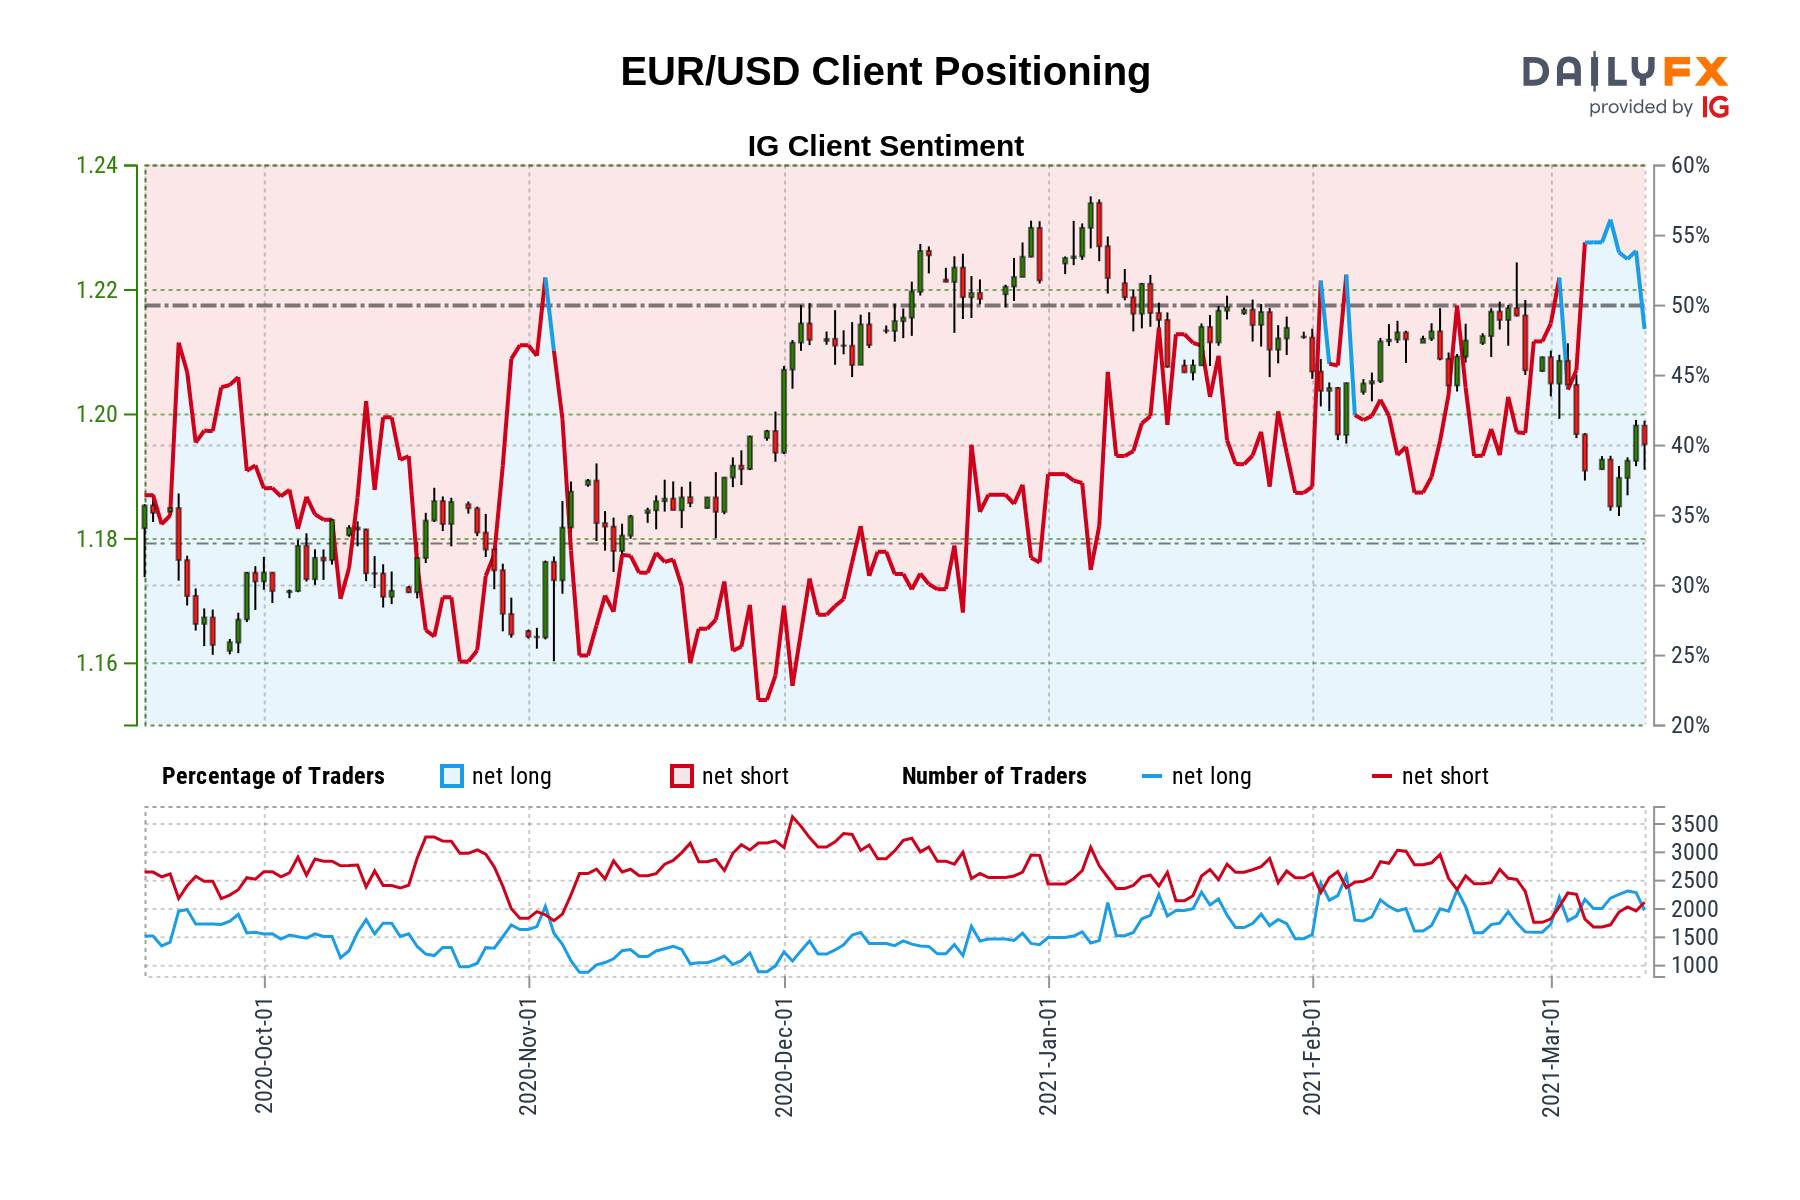 EUR/USD Client Positioning
DAILYFX
provided by IG
IG Client Sentiment
1.24
1.22
1.20
1.18
1.16
60%
55%
50%
45%
40%
35%
30%
25%
20%
Percentage of Traders net long net short Number of Traders net long net short
3500
3000
2500
2000
1500
1000
2020-Oct-01
2020-Nov-01
2020-Dec-01
2021-Jan-01
2021-Feb-01
2021-Mar-01